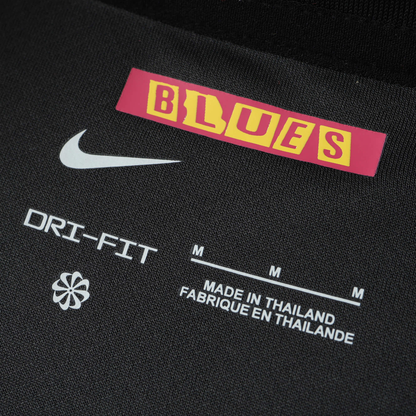 BLUES
DRI-FIT
M M M
MADE IN THAILAND
FABRIQUE EN THAILANDE